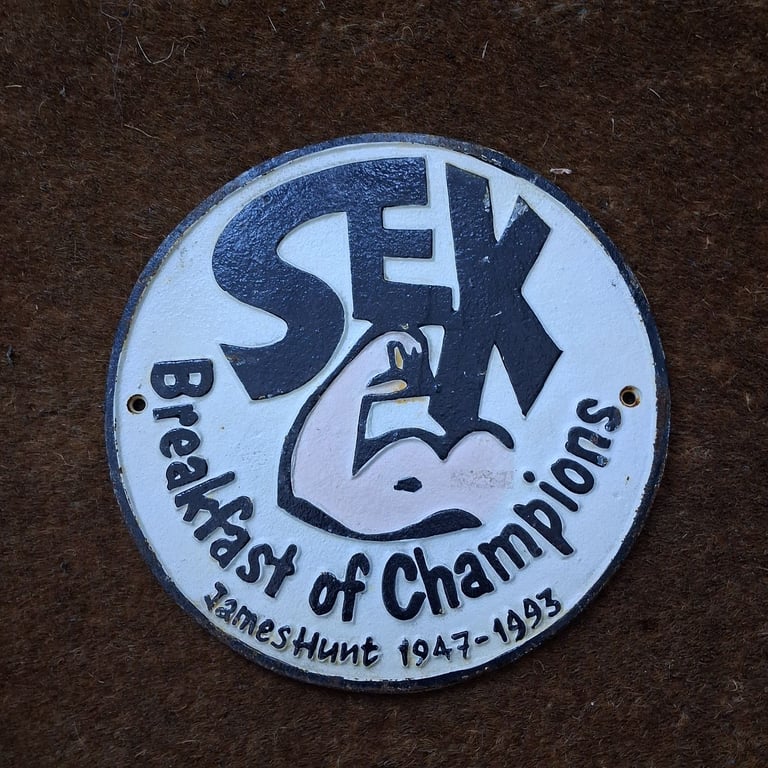 SEX
Breakfast of Champions
James Hunt 1947-1993